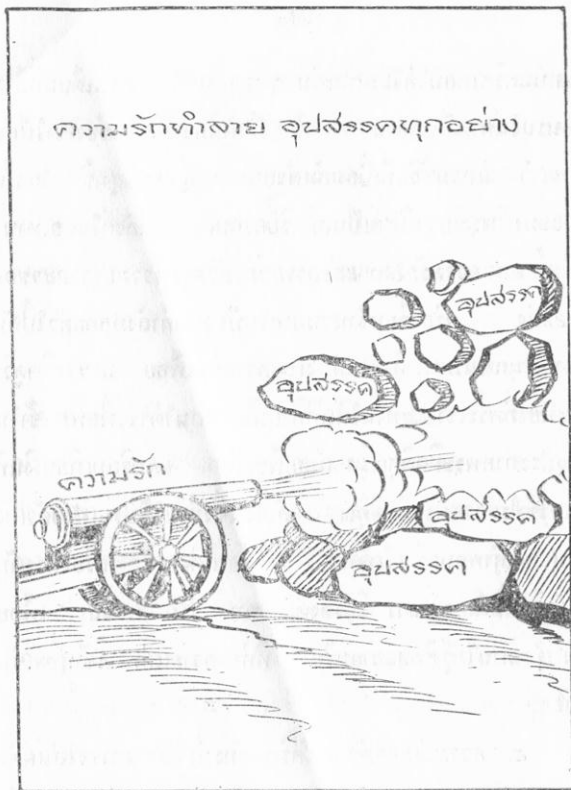 ความรักทำลาย อุปสรรคทุกอย่าง
อุปสรรค
อุปสรรค
ความรัก
อุปสรรค
อุปสรรค